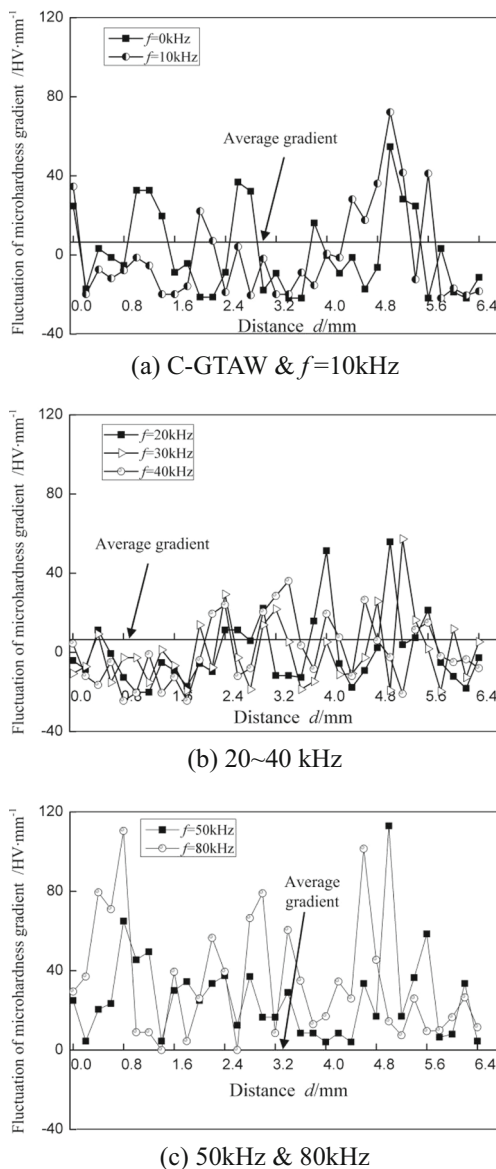 120
80
40
0
-40
Fluctuation of microhardness gradient /HV·mm⁻¹
f=0kHz
f=10kHz
Average gradient
0.0 0.8 1.6 2.4 3.2 4.0 4.8 5.6 6.4
Distance d/mm
(a) C-GTAW & f=10kHz
120
80
40
0
-40
Fluctuation of microhardness gradient /HV·mm⁻¹
f=20kHz
f=30kHz
f=40kHz
Average gradient
0.0 0.8 1.6 2.4 3.2 4.0 4.8 5.6 6.4
Distance d/mm
(b) 20~40 kHz
120
80
40
0
-40
Fluctuation of microhardness gradient /HV·mm⁻¹
f=50kHz
f=80kHz
Average
gradient
0.0 0.8 1.6 2.4 3.2 4.0 4.8 5.6 6.4
Distance d/mm
(c) 50kHz & 80kHz